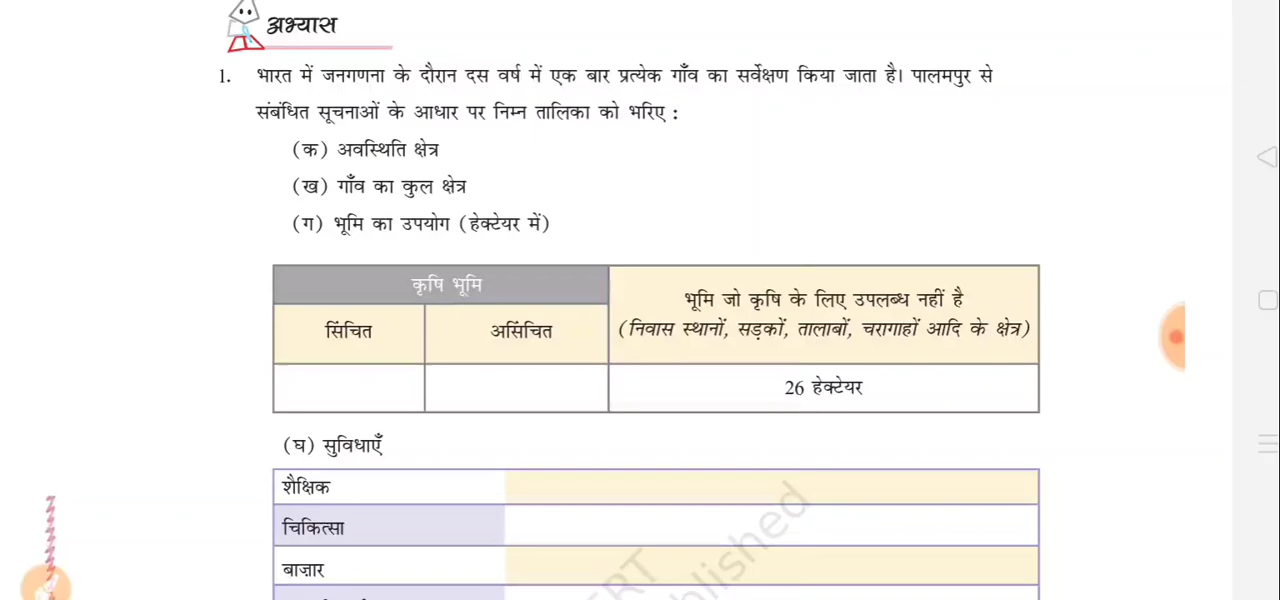 अभ्यास
1. भारत में जनगणना के दौरान दस वर्ष में एक बार प्रत्येक गाँव का सर्वेक्षण किया जाता है। पालमपुर से
संबंधित सूचनाओं के आधार पर निम्न तालिका को भरिए :
(क) अवस्थिति क्षेत्र
(ख) गाँव का कुल क्षेत्र
(ग) भूमि का उपयोग (हेक्टेयर में)
कृषि भूमि
भूमि जो कृषि के लिए उपलब्ध नहीं है
सिंचित असिंचित (निवास स्थानों, सड़कों, तालाबों, चरागाहों आदि के क्षेत्र)
26 हेक्टेयर
(घ) सुविधाएँ
शैक्षिक
चिकित्सा
बाज़ार